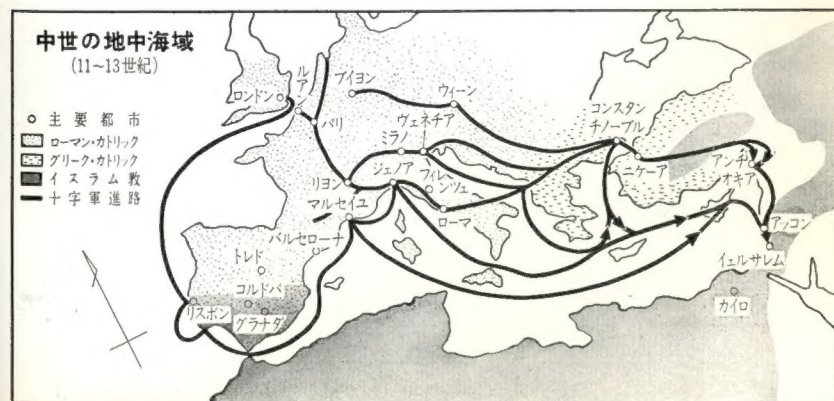 中世の地中海域
(11~13世紀)
主要都市
ローマン・カトリック
グリーク・カトリック
イスラム教
十字軍進路
ロンドン
ルアン
パリ
ブイヨン
ウィーン
ヴェネチア
ミラノ
ジェノア
フィレ
ンツェ
リヨン
マルセイユ
ローマ
バルセローナ
トレド
コルドバ
リスボン
グラナダ
コンスタン
チノーブル
ニケーア
アンチ
オキア
アッコン
イェルサレム
カイロ